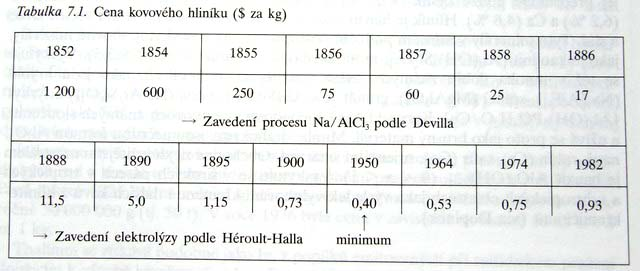 Tabulka 7.1. Cena kovového hliníku ($ za kg)
1852 1854 1855 1856 1857 1858 1886
1 200 600 250 75 60 25 17
→ Zavedení procesu Na/AlCl₃ podle Devilla
1888 1890 1895 1900 1950 1964 1974 1982
11,5 5,0 1,15 0,73 0,40 0,53 0,75 0,93
→ Zavedení elektrolýzy podle Héroult-Halla ↑ minimum